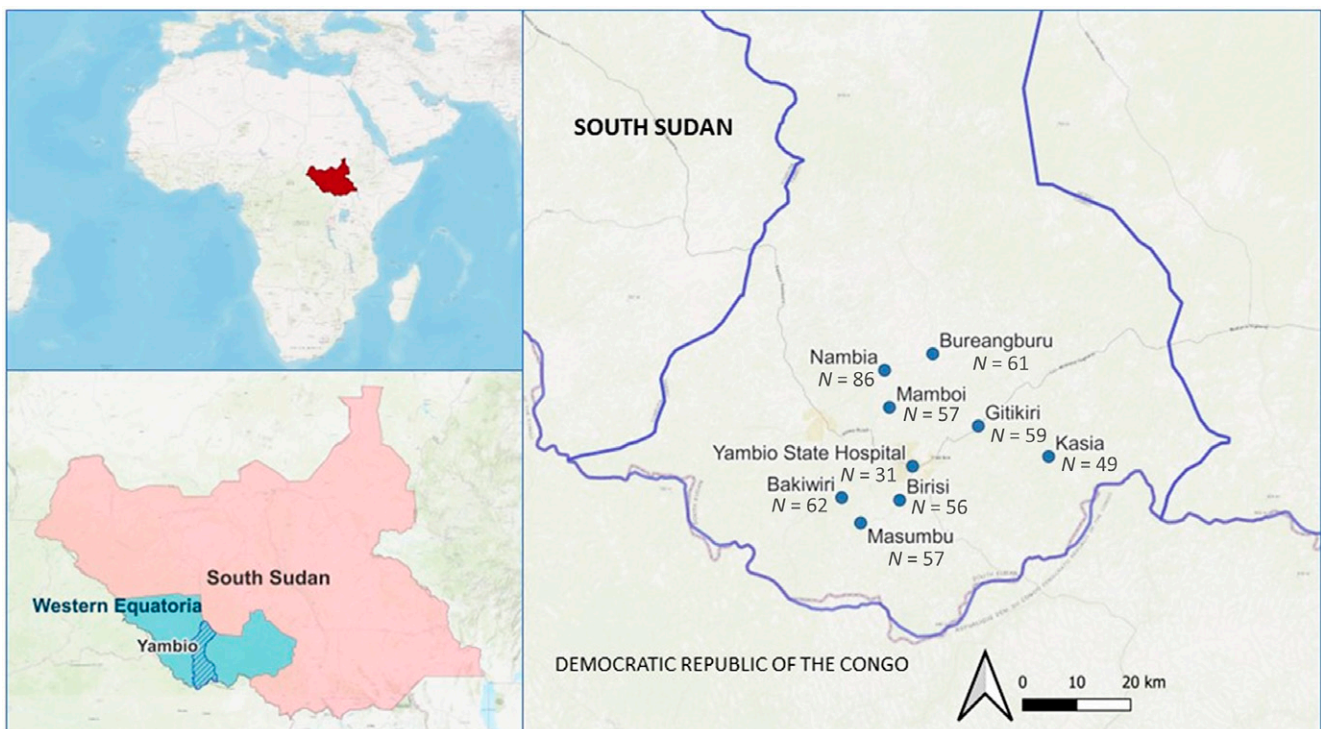 South Sudan
Western Equatoria
Yambio
SOUTH SUDAN
Bureangburu
N = 61
Nambia
N = 86
Mamboi
N = 57
Gitikiri
N = 59
Kasia
N = 49
Yambio State Hospital
N = 31
Bakiwiri
N = 62
Birisi
N = 56
Masumbu
N = 57
DEMOCRATIC REPUBLIC OF THE CONGO
0 10 20 km